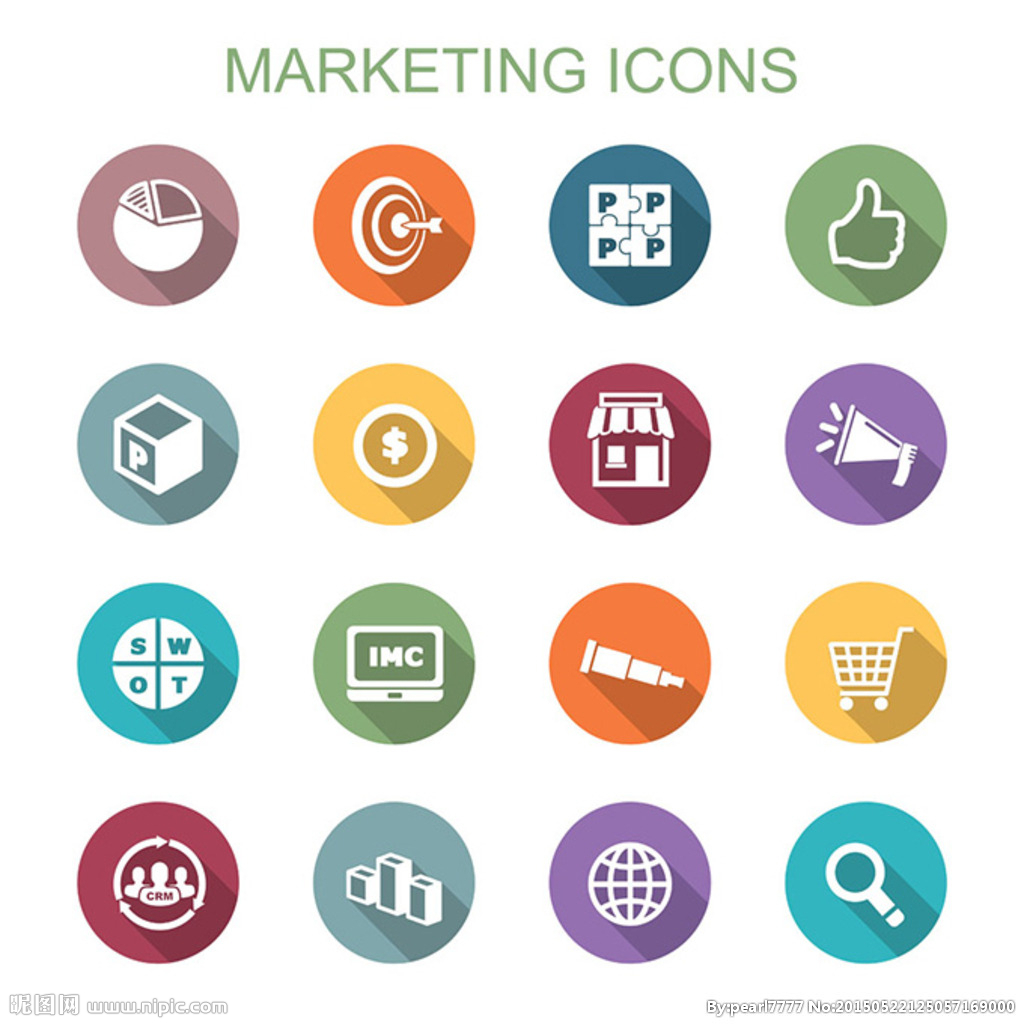 MARKETING ICONS
P P
P P
P
$
S W
O T
IMC
CRM
昵图网 www.nipic.com
By:pearl7777 No:20150522125057169000